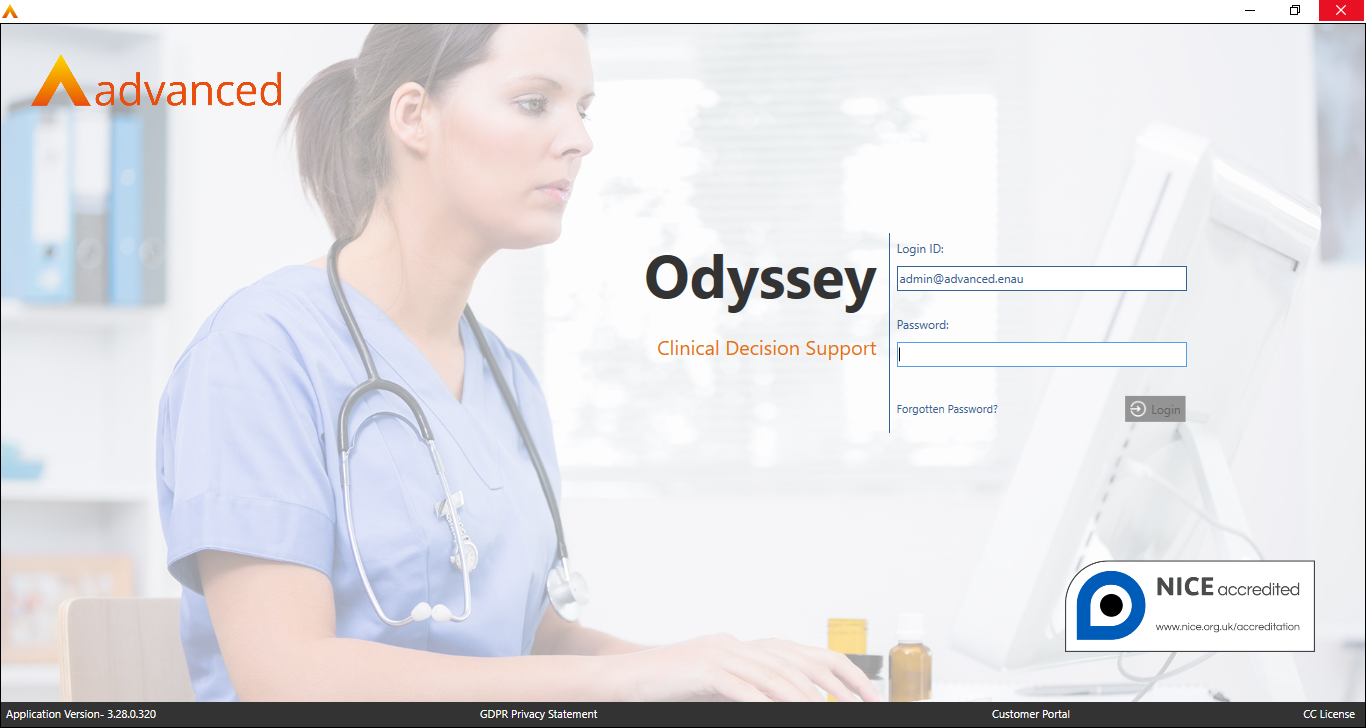 advanced
Odyssey
Clinical Decision Support
Login ID:
admin@advanced.enau
Password:
Forgotten Password?
Login
NICE accredited
www.nice.org.uk/accreditation
Application Version- 3.28.0.320
GDPR Privacy Statement
Customer Portal
CC License